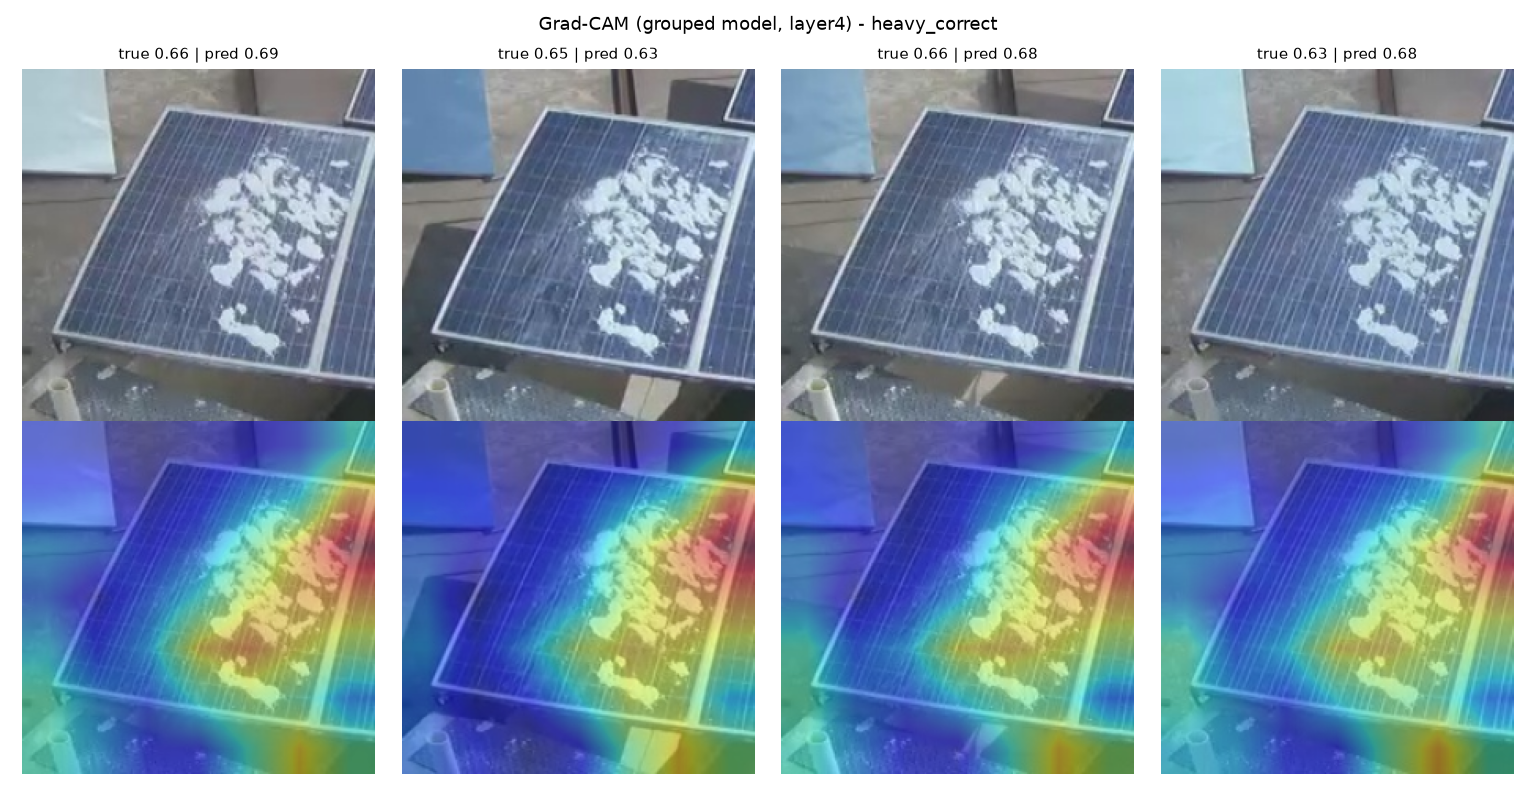 Grad-CAM (grouped model, layer4) - heavy_correct
true 0.66 | pred 0.69
true 0.65 | pred 0.63
true 0.66 | pred 0.68
true 0.63 | pred 0.68